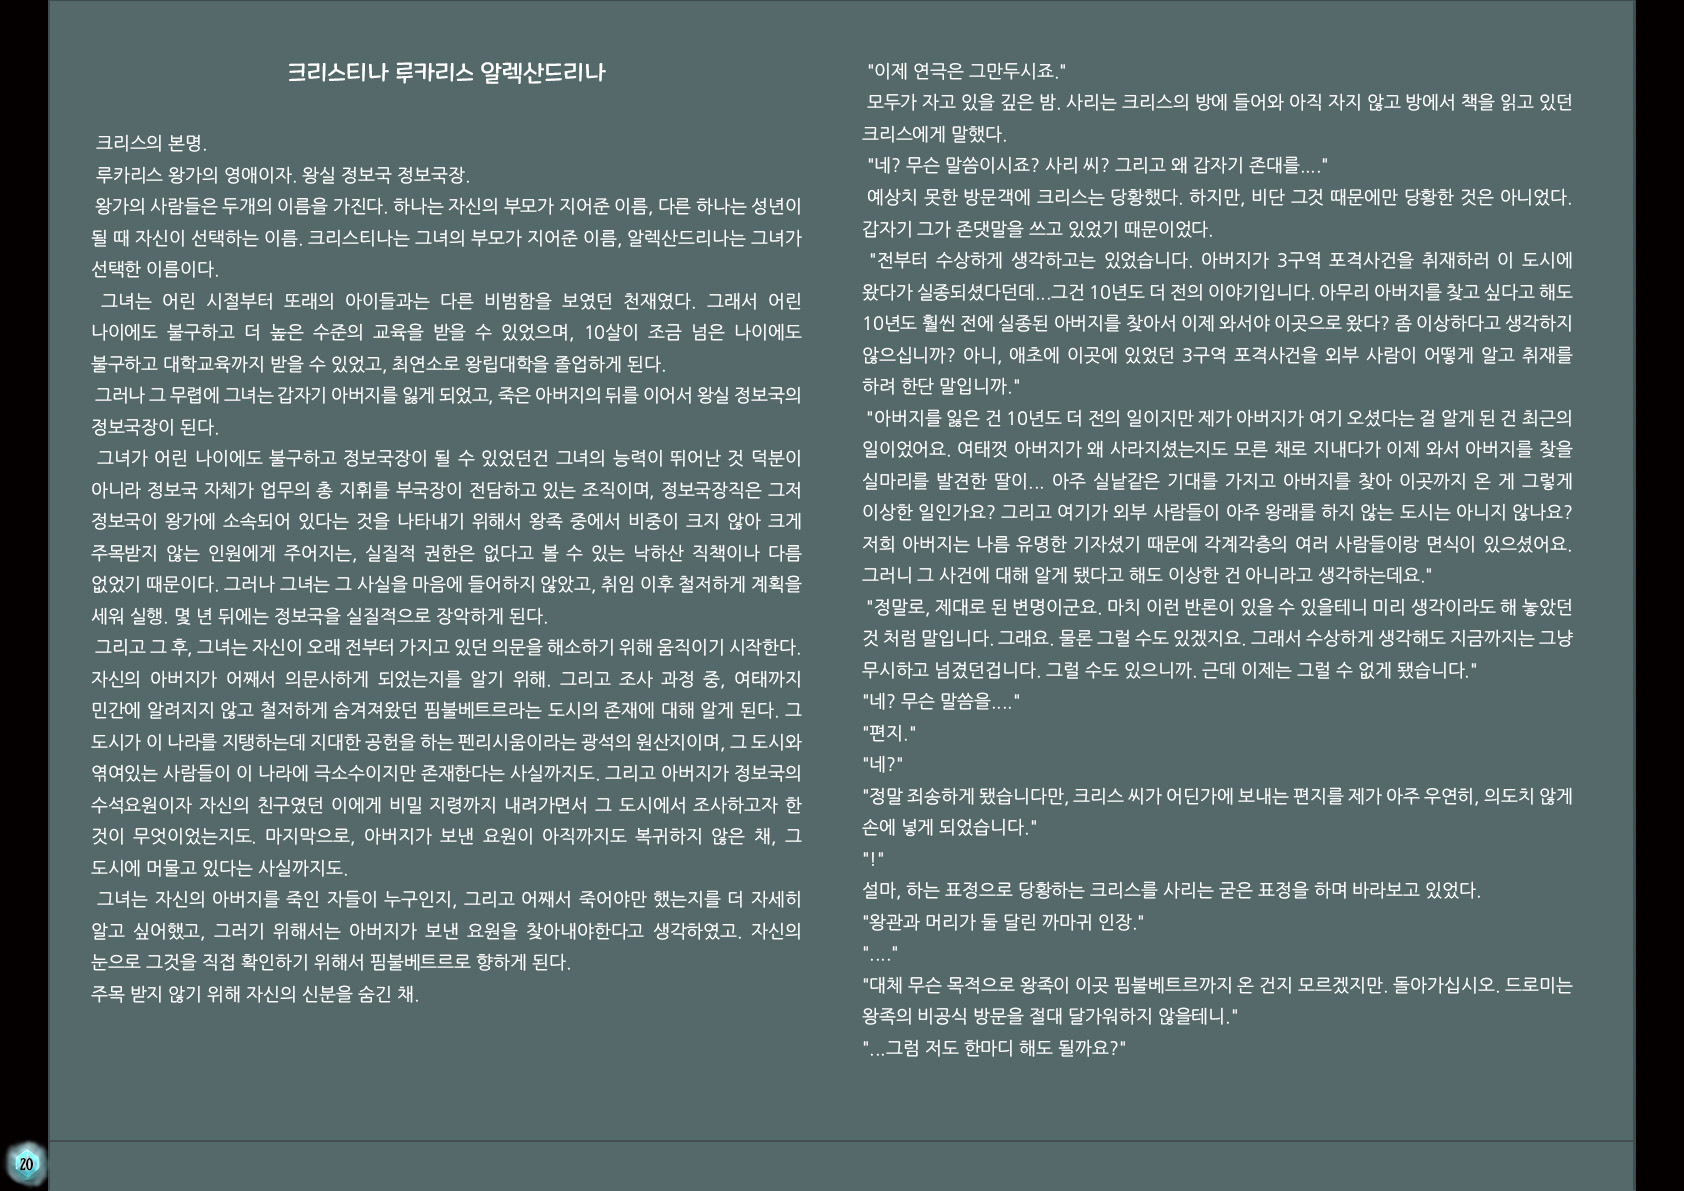 크리스티나 루카리스 알렉산드리나
크리스의 본명.
루카리스 왕가의 영애이자. 왕실 정보국 정보국장.
왕가의 사람들은 두개의 이름을 가진다. 하나는 자신의 부모가 지어준 이름, 다른 하나는 성년이
될 때 자신이 선택하는 이름. 크리스티나는 그녀의 부모가 지어준 이름, 알렉산드리나는 그녀가
선택한 이름이다.
그녀는 어린 시절부터 또래의 아이들과는 다른 비범함을 보였던 천재였다. 그래서 어린
나이에도 불구하고 더 높은 수준의 교육을 받을 수 있었으며, 10살이 조금 넘은 나이에도
불구하고 대학교육까지 받을 수 있었고, 최연소로 왕립대학을 졸업하게 된다.
그러나 그 무렵에 그녀는 갑자기 아버지를 잃게 되었고, 죽은 아버지의 뒤를 이어서 왕실 정보국의
정보국장이 된다.
그녀가 어린 나이에도 불구하고 정보국장이 될 수 있었던건 그녀의 능력이 뛰어난 것 덕분이
아니라 정보국 자체가 업무의 총 지휘를 부국장이 전담하고 있는 조직이며, 정보국장직은 그저
정보국이 왕가에 소속되어 있다는 것을 나타내기 위해서 왕족 중에서 비중이 크지 않아 크게
주목받지 않는 인원에게 주어지는, 실질적 권한은 없다고 볼 수 있는 낙하산 직책이나 다름
없었기 때문이다. 그러나 그녀는 그 사실을 마음에 들어하지 않았고, 취임 이후 철저하게 계획을
세워 실행. 몇 년 뒤에는 정보국을 실질적으로 장악하게 된다.
그리고 그 후, 그녀는 자신이 오래 전부터 가지고 있던 의문을 해소하기 위해 움직이기 시작한다.
자신의 아버지가 어째서 의문사하게 되었는지를 알기 위해. 그리고 조사 과정 중, 여태까지
민간에 알려지지 않고 철저하게 숨겨져왔던 핌불베트르라는 도시의 존재에 대해 알게 된다. 그
도시가 이 나라를 지탱하는데 지대한 공헌을 하는 펜리시움이라는 광석의 원산지이며, 그 도시와
엮여있는 사람들이 이 나라에 극소수이지만 존재한다는 사실까지도. 그리고 아버지가 정보국의
수석요원이자 자신의 친구였던 이에게 비밀 지령까지 내려가면서 그 도시에서 조사하고자 한
것이 무엇이었는지도. 마지막으로, 아버지가 보낸 요원이 아직까지도 복귀하지 않은 채, 그
도시에 머물고 있다는 사실까지도.
그녀는 자신의 아버지를 죽인 자들이 누구인지, 그리고 어째서 죽어야만 했는지를 더 자세히
알고 싶어했고, 그러기 위해서는 아버지가 보낸 요원을 찾아내야한다고 생각하였고. 자신의
눈으로 그것을 직접 확인하기 위해서 핌불베트르로 향하게 된다.
주목 받지 않기 위해 자신의 신분을 숨긴 채.
"이제 연극은 그만두시죠."
모두가 자고 있을 깊은 밤. 사리는 크리스의 방에 들어와 아직 자지 않고 방에서 책을 읽고 있던
크리스에게 말했다.
"네? 무슨 말씀이시죠? 사리 씨? 그리고 왜 갑자기 존대를...."
예상치 못한 방문객에 크리스는 당황했다. 하지만, 비단 그것 때문에만 당황한 것은 아니었다.
갑자기 그가 존댓말을 쓰고 있었기 때문이었다.
"전부터 수상하게 생각하고는 있었습니다. 아버지가 3구역 포격사건을 취재하러 이 도시에
왔다가 실종되셨다던데...그건 10년도 더 전의 이야기입니다. 아무리 아버지를 찾고 싶다고 해도
10년도 훨씬 전에 실종된 아버지를 찾아서 이제 와서야 이곳으로 왔다? 좀 이상하다고 생각하지
않으십니까? 아니, 애초에 이곳에 있었던 3구역 포격사건을 외부 사람이 어떻게 알고 취재를
하려 한단 말입니까."
"아버지를 잃은 건 10년도 더 전의 일이지만 제가 아버지가 여기 오셨다는 걸 알게 된 건 최근의
일이었어요. 여태껏 아버지가 왜 사라지셨는지도 모른 채로 지내다가 이제 와서 아버지를 찾을
실마리를 발견한 딸이... 아주 실낱같은 기대를 가지고 아버지를 찾아 이곳까지 온 게 그렇게
이상한 일인가요? 그리고 여기가 외부 사람들이 아주 왕래를 하지 않는 도시는 아니지 않나요?
저희 아버지는 나름 유명한 기자셨기 때문에 각계각층의 여러 사람들이랑 면식이 있으셨어요.
그러니 그 사건에 대해 알게 됐다고 해도 이상한 건 아니라고 생각하는데요."
"정말로, 제대로 된 변명이군요. 마치 이런 반론이 있을 수 있을테니 미리 생각이라도 해 놓았던
것 처럼 말입니다. 그래요. 물론 그럴 수도 있겠지요. 그래서 수상하게 생각해도 지금까지는 그냥
무시하고 넘겼던겁니다. 그럴 수도 있으니까. 근데 이제는 그럴 수 없게 됐습니다."
"네? 무슨 말씀을...."
"편지."
"네?"
"정말 죄송하게 됐습니다만, 크리스 씨가 어딘가에 보내는 편지를 제가 아주 우연히, 의도치 않게
손에 넣게 되었습니다."
"!"
설마, 하는 표정으로 당황하는 크리스를 사리는 굳은 표정을 하며 바라보고 있었다.
"왕관과 머리가 둘 달린 까마귀 인장."
"...."
"대체 무슨 목적으로 왕족이 이곳 핌불베트르까지 온 건지 모르겠지만. 돌아가십시오. 드로미는
왕족의 비공식 방문을 절대 달가워하지 않을테니."
"...그럼 저도 한마디 해도 될까요?"
20